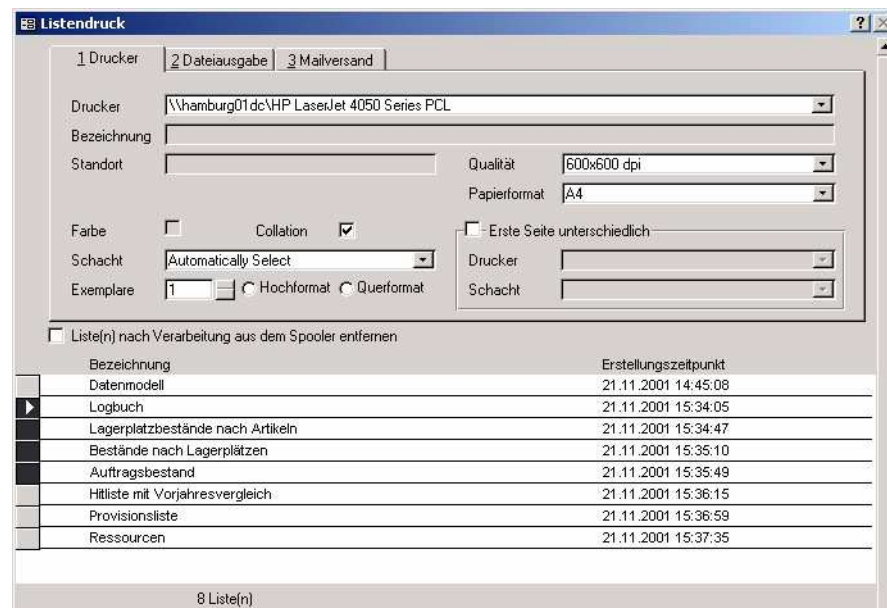 Listendruck
1 Drucker 2 Dateiausgabe 3 Mailversand
Drucker \\hamburg01dc\HP LaserJet 4050 Series PCL
Bezeichnung
Standort Qualität 600x600 dpi
Papierformat A4
Farbe Collation Erste Seite unterschiedlich
Schacht Automatically Select Drucker
Exemplare 1 Hochformat Querformat Schacht
Liste(n) nach Verarbeitung aus dem Spooler entfernen
Bezeichnung Erstellungszeitpunkt
Datenmodell 21.11.2001 14:45:08
Logbuch 21.11.2001 15:34:05
Lagerplatzbestände nach Artikeln 21.11.2001 15:34:47
Bestände nach Lagerplätzen 21.11.2001 15:35:10
Auftragsbestand 21.11.2001 15:35:49
Hitliste mit Vorjahresvergleich 21.11.2001 15:36:15
Provisionsliste 21.11.2001 15:36:59
Ressourcen 21.11.2001 15:37:35
8 Liste(n)